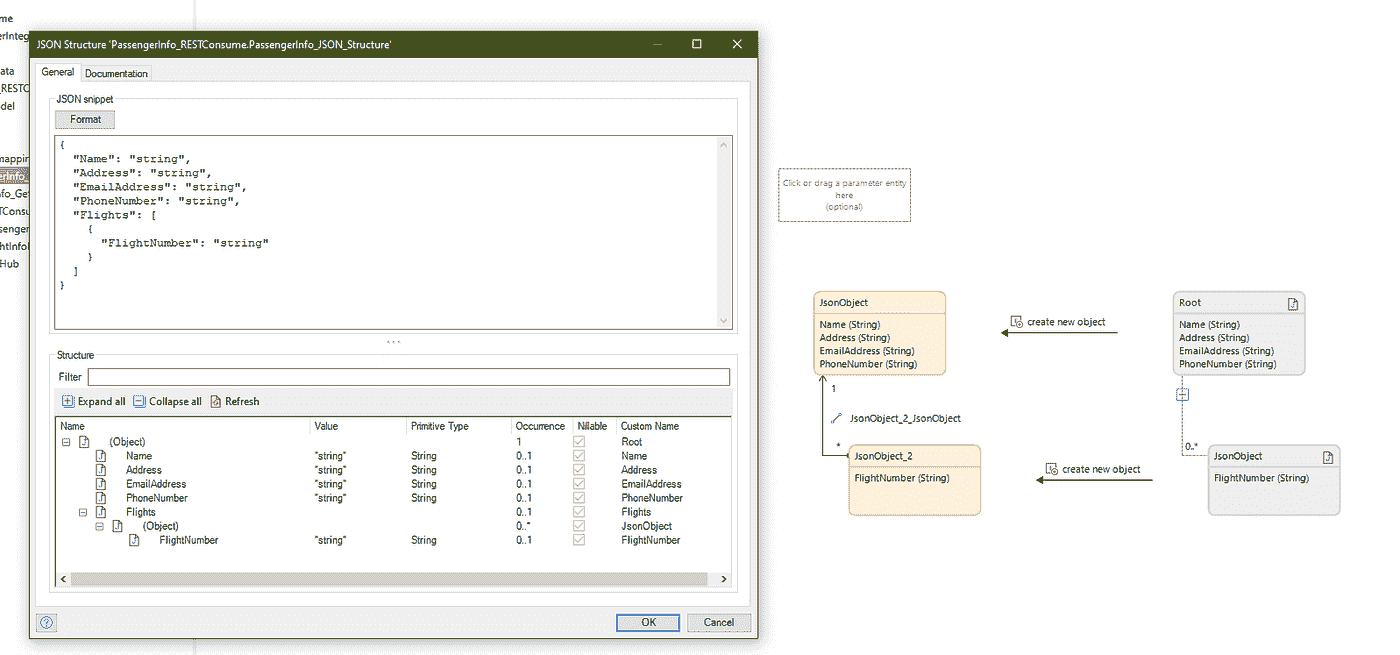 me
erInteg
JSON Structure 'PassengerInfo_RESTConsume.PassengerInfo_JSON_Structure'
ata
_RESTC
del
mappin
erInfo
nfo_Get
TConsu
senger
htInfoI
Hub
General
Documentation
JSON snippet
Format
{
"Name": "string",
"Address": "string",
"EmailAddress": "string",
"PhoneNumber": "string",
"Flights": [
{
"FlightNumber": "string"
}
]
}
Structure
Filter
Expand all
Collapse all
Refresh
Name Value Primitive Type Occurrence Nillable Custom Name
(Object) 1 Root
Name "string" String 0..1 Name
Address "string" String 0..1 Address
EmailAddress "string" String 0..1 EmailAddress
PhoneNumber "string" String 0..1 PhoneNumber
Flights 0..1 Flights
(Object) 0..* JsonObject
FlightNumber "string" String 0..1 FlightNumber
OK
Cancel
Click or drag a parameter entity
here
(optional)
JsonObject
Name (String)
Address (String)
EmailAddress (String)
PhoneNumber (String)
create new object
Root
Name (String)
Address (String)
EmailAddress (String)
PhoneNumber (String)
1
JsonObject_2_JsonObject
*
JsonObject_2
FlightNumber (String)
create new object
0..*
JsonObject
FlightNumber (String)